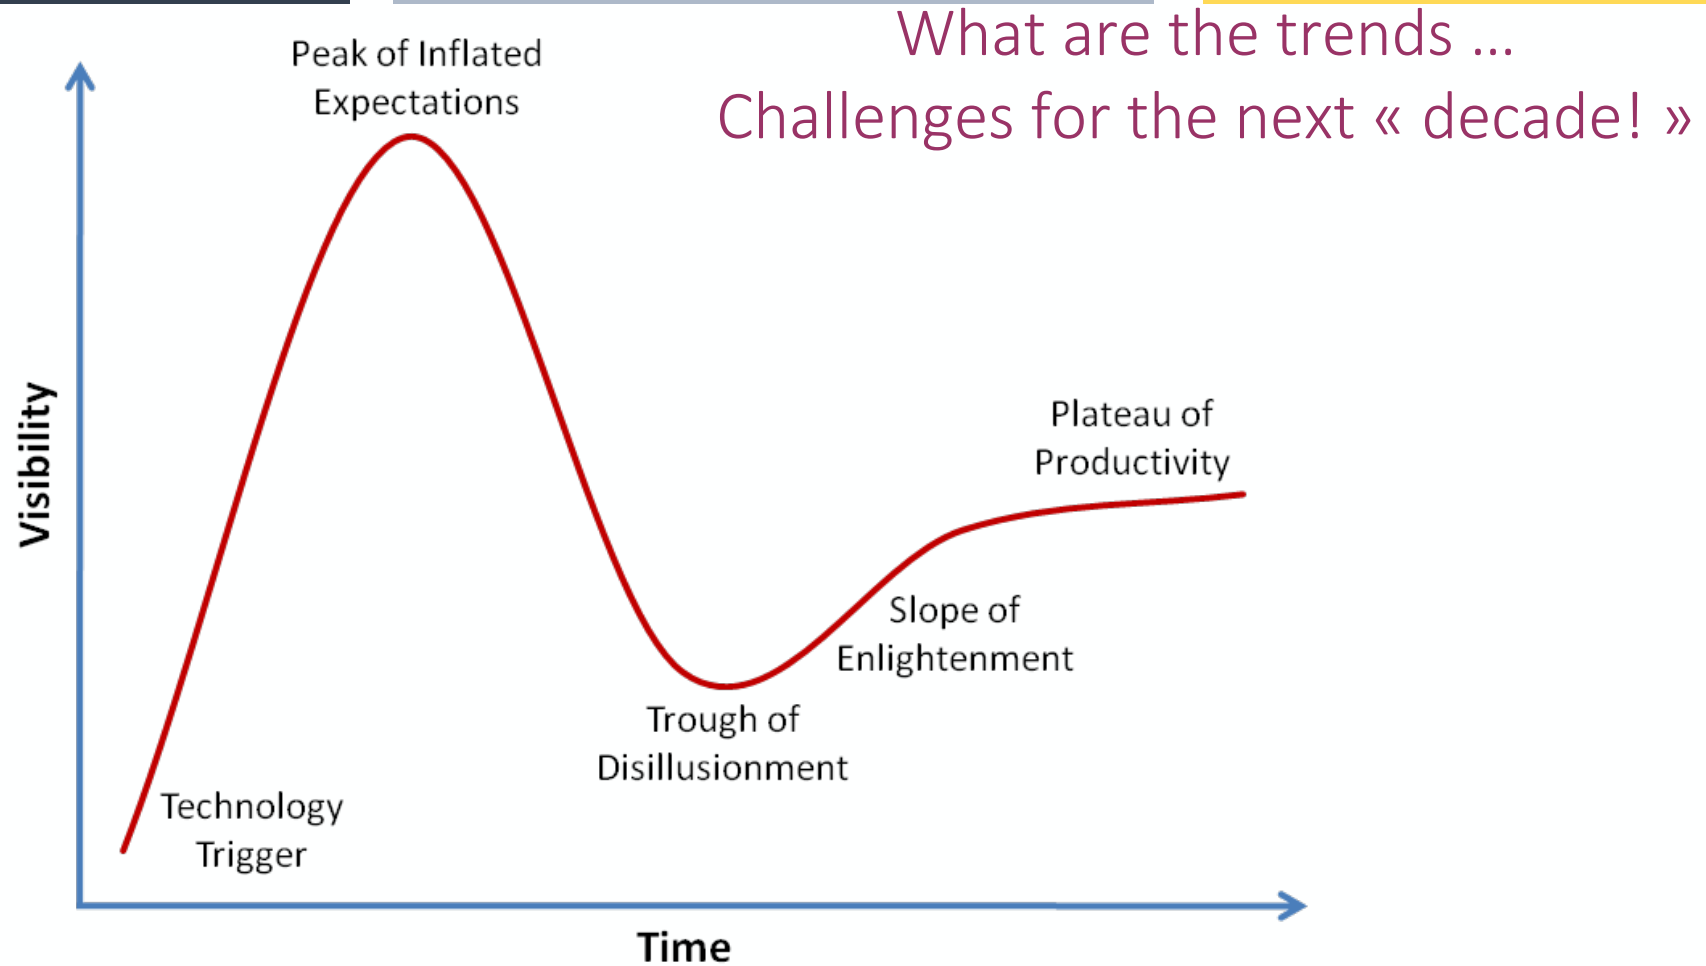 What are the trends ...
Challenges for the next « decade! »
Peak of Inflated
Expectations
Visibility
Plateau of
Productivity
Slope of
Enlightenment
Trough of
Disillusionment
Technology
Trigger
Time